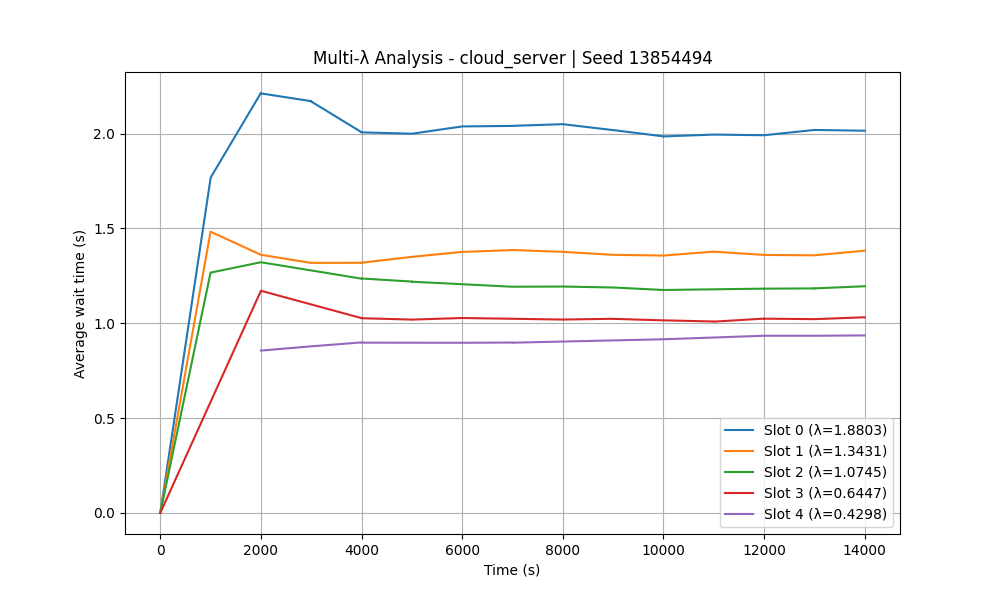 Multi-λ Analysis - cloud_server | Seed 13854494
Average wait time (s)
2.0
1.5
1.0
0.5
0.0
Slot 0 (λ=1.8803)
Slot 1 (λ=1.3431)
Slot 2 (λ=1.0745)
Slot 3 (λ=0.6447)
Slot 4 (λ=0.4298)
0 2000 4000 6000 8000 10000 12000 14000
Time (s)